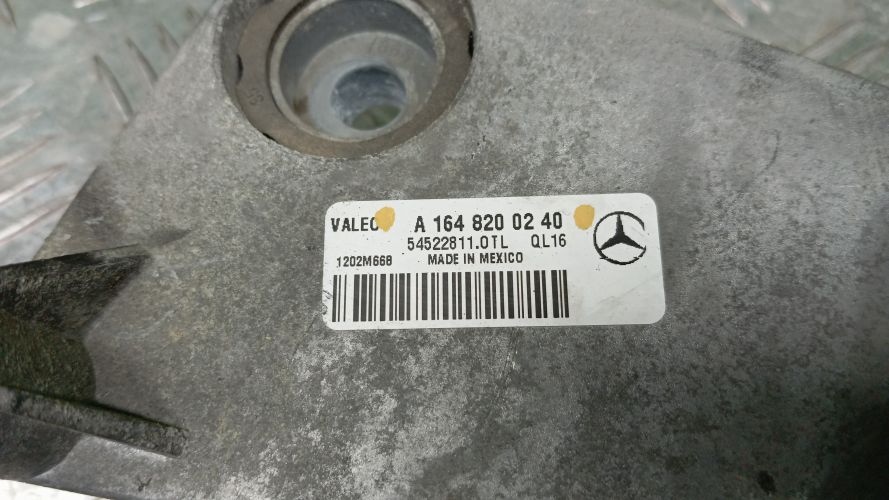 VALEO A 164 820 02 40
54522811.0TL QL16
1202M668 MADE IN MEXICO